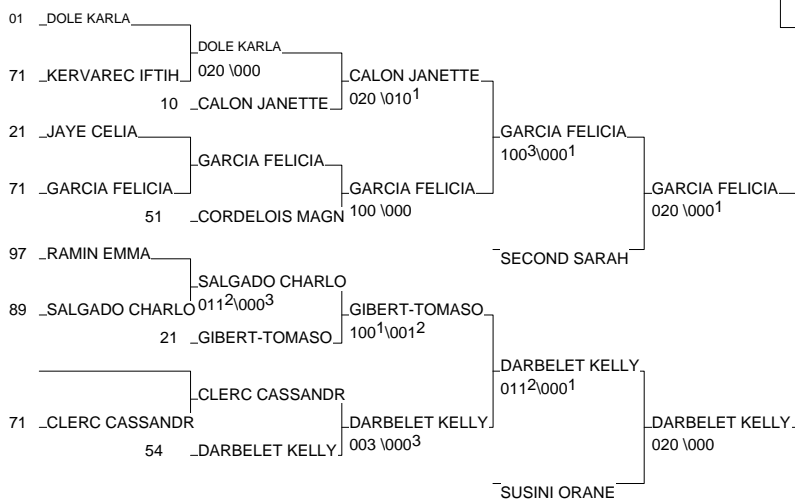 01 DOLE KARLA
DOLE KARLA
020 \000
71 KERVAREC IFTIH
CALON JANETTE
020 \010¹
10 CALON JANETTE
21 JAYE CELIA
GARCIA FELICIA
100³\000¹
GARCIA FELICIA
71 GARCIA FELICIA
GARCIA FELICIA
100 \000
GARCIA FELICIA
020 \000¹
51 CORDELOIS MAGN
97 RAMIN EMMA
SECOND SARAH
SALGADO CHARLO
011²\000³
89 SALGADO CHARLO
GIBERT-TOMASO
100¹\001²
21 GIBERT-TOMASO
DARBELET KELLY
011²\000¹
CLERC CASSANDR
71 CLERC CASSANDR
DARBELET KELLY
003 \000³
DARBELET KELLY
020 \000
54 DARBELET KELLY
SUSINI ORANE